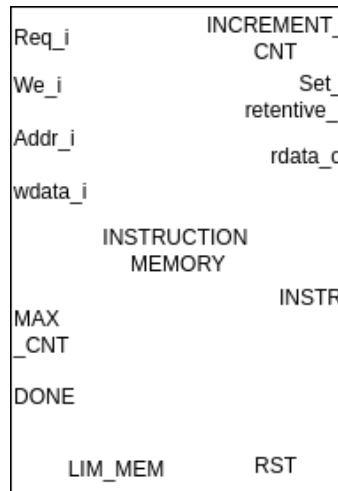 Req_i
INCREMENT_
CNT
We_i
Set_
retentive_
Addr_i
rdata_
wdata_i
INSTRUCTION
MEMORY
INSTR
MAX
_CNT
DONE
LIM_MEM
RST